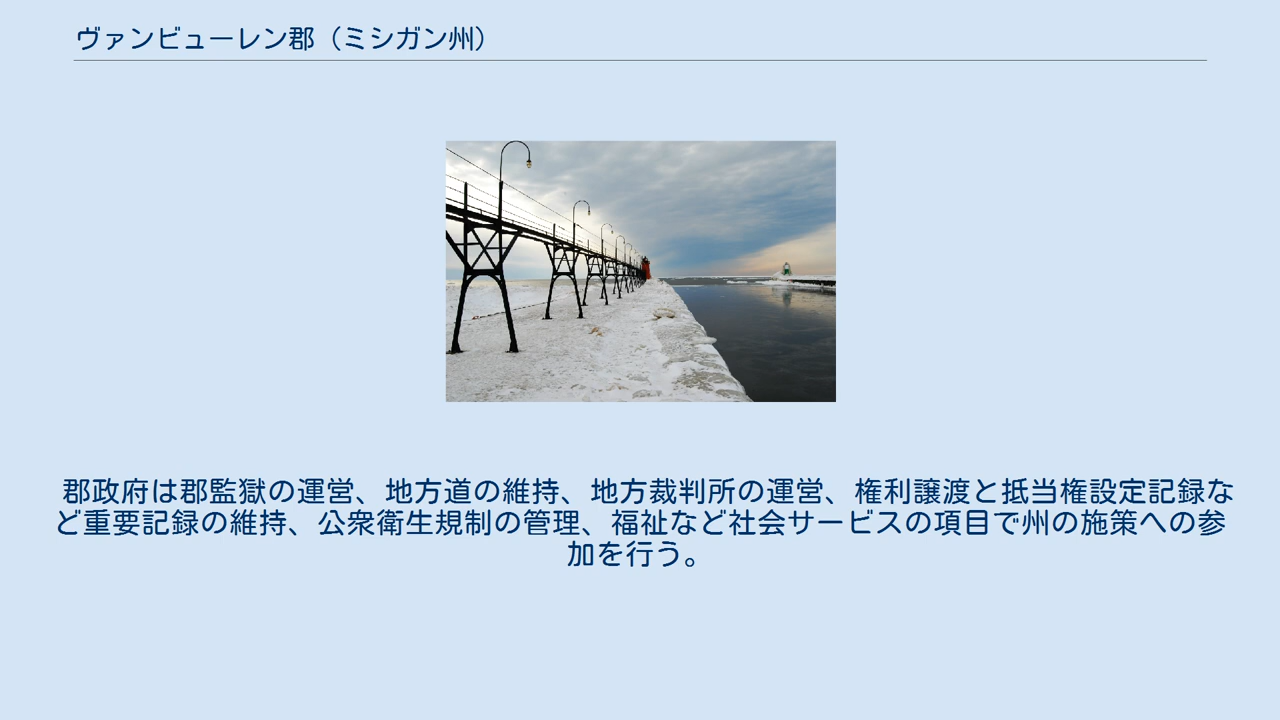 ヴァンビューレン郡（ミシガン州）
郡政府は郡監獄の運営、地方道の維持、地方裁判所の運営、権利譲渡と抵当権設定記録な
ど重要記録の維持、公衆衛生規制の管理、福祉など社会サービスの項目で州の施策への参
加を行う。